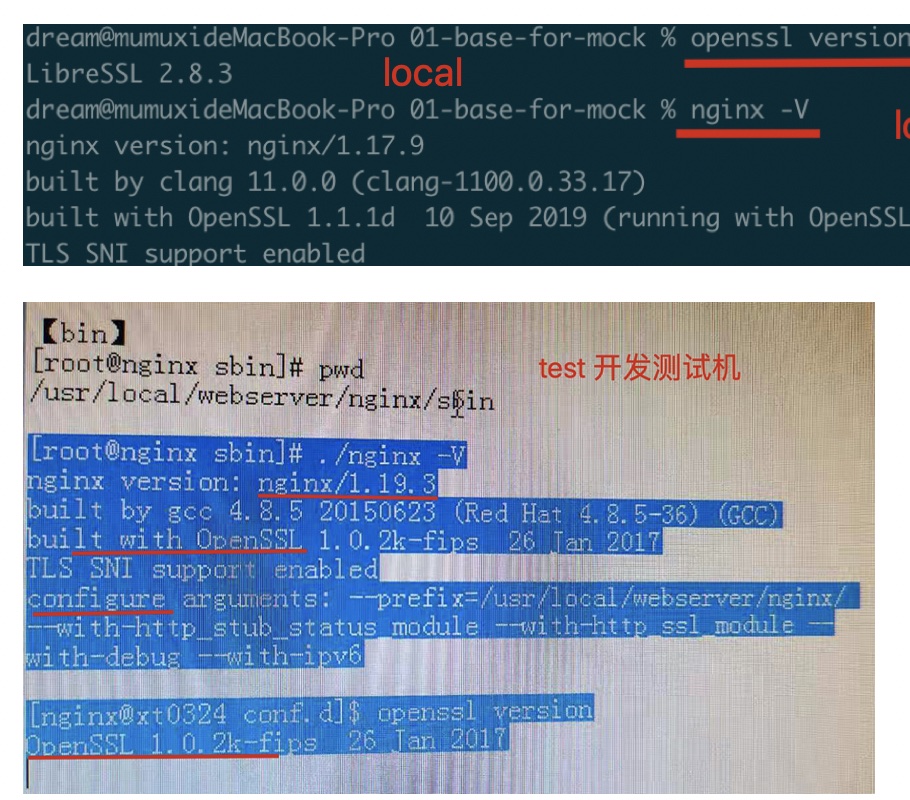 dream@mumuxideMacBook-Pro 01-base-for-mock % openssl version
LibreSSL 2.8.3
local
dream@mumuxideMacBook-Pro 01-base-for-mock % nginx -V
lo
nginx version: nginx/1.17.9
built by clang 11.0.0 (clang-1100.0.33.17)
built with OpenSSL 1.1.1d  10 Sep 2019 (running with OpenSSL
TLS SNI support enabled
【bin】
[root@nginx sbin]# pwd
test 开发测试机
/usr/local/webserver/nginx/sbin
[root@nginx sbin]# ./nginx -V
nginx version: nginx/1.19.3
built by gcc 4.8.5 20150623 (Red Hat 4.8.5-36) (GCC)
built with OpenSSL 1.0.2k-fips  26 Jan 2017
TLS SNI support enabled
configure arguments: --prefix=/usr/local/webserver/nginx/
--with-http_stub_status_module --with-http_ssl_module --
with-debug --with-ipv6
[nginx@xt0324 conf.d]$ openssl version
OpenSSL 1.0.2k-fips  26 Jan 2017